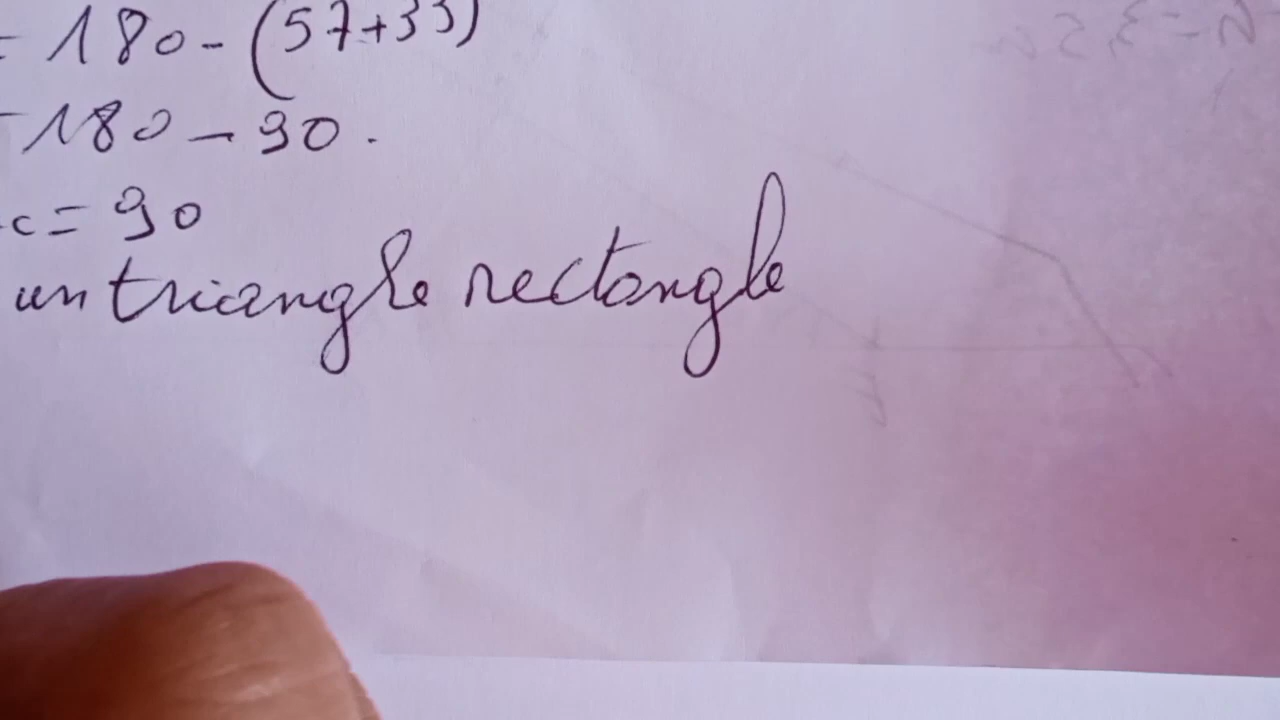 = 180 - (57+33)
= 180 - 90.
c = 90
un triangle rectangle